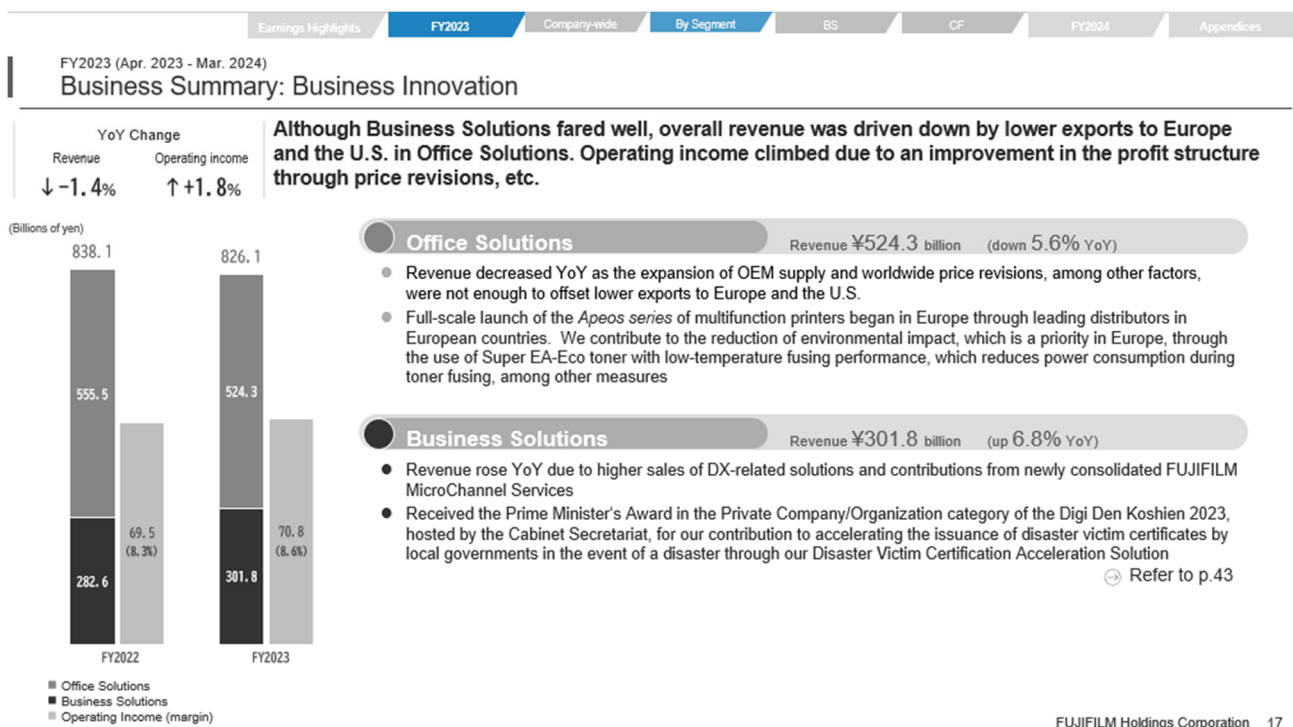 Earnings Highlights FY2023 Company-wide By Segment BS CF FY2024 Appendices
FY2023 (Apr. 2023 - Mar. 2024)
Business Summary: Business Innovation
YoY Change
Revenue Operating income
↓-1.4% ↑+1.8%
Although Business Solutions fared well, overall revenue was driven down by lower exports to Europe
and the U.S. in Office Solutions. Operating income climbed due to an improvement in the profit structure
through price revisions, etc.
(Billions of yen)
838.1 826.1
555.5 524.3
69.5 70.8
(8.3%) (8.6%)
282.6 301.8
FY2022 FY2023
Office Solutions
Business Solutions
Operating Income (margin)
Office Solutions Revenue ¥524.3 billion (down 5.6% YoY)
Revenue decreased YoY as the expansion of OEM supply and worldwide price revisions, among other factors,
were not enough to offset lower exports to Europe and the U.S.
Full-scale launch of the Apeos series of multifunction printers began in Europe through leading distributors in
European countries. We contribute to the reduction of environmental impact, which is a priority in Europe, through
the use of Super EA-Eco toner with low-temperature fusing performance, which reduces power consumption during
toner fusing, among other measures
Business Solutions Revenue ¥301.8 billion (up 6.8% YoY)
Revenue rose YoY due to higher sales of DX-related solutions and contributions from newly consolidated FUJIFILM
MicroChannel Services
Received the Prime Minister's Award in the Private Company/Organization category of the Digi Den Koshien 2023,
hosted by the Cabinet Secretariat, for our contribution to accelerating the issuance of disaster victim certificates by
local governments in the event of a disaster through our Disaster Victim Certification Acceleration Solution
Refer to p.43
FUJIFILM Holdings Corporation 17